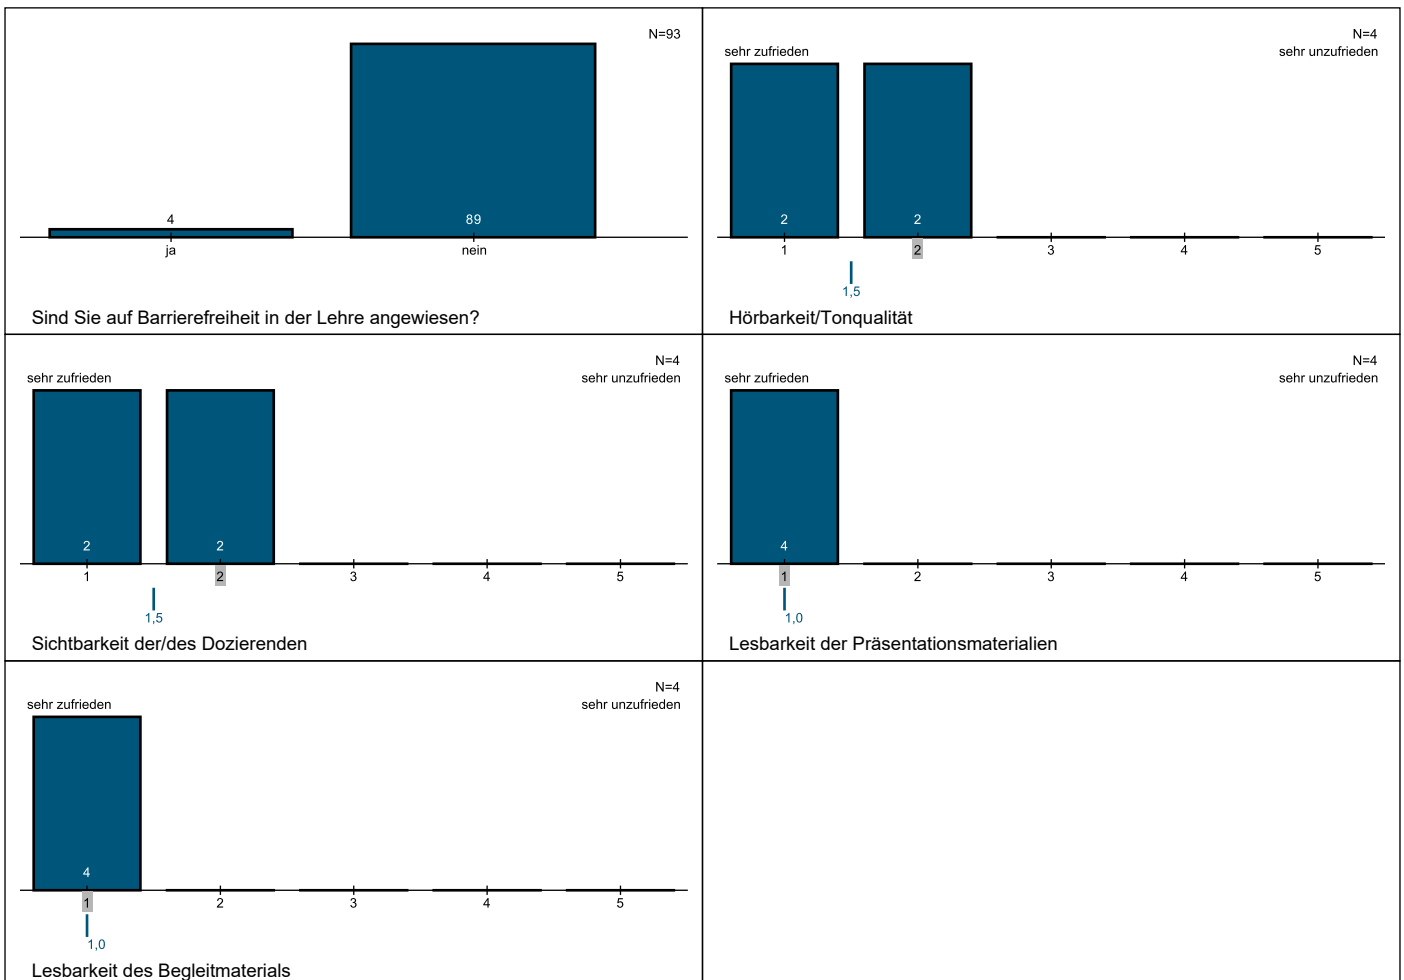 N=93
4
89
ja
nein
Sind Sie auf Barrierefreiheit in der Lehre angewiesen?
N=4
sehr zufrieden
sehr unzufrieden
2
2
1
2
3
4
5
1,5
Hörbarkeit/Tonqualität
N=4
sehr zufrieden
sehr unzufrieden
2
2
1
2
3
4
5
1,5
Sichtbarkeit der/des Dozierenden
N=4
sehr zufrieden
sehr unzufrieden
4
1
2
3
4
5
1,0
Lesbarkeit der Präsentationsmaterialien
N=4
sehr zufrieden
sehr unzufrieden
4
1
2
3
4
5
1,0
Lesbarkeit des Begleitmaterials